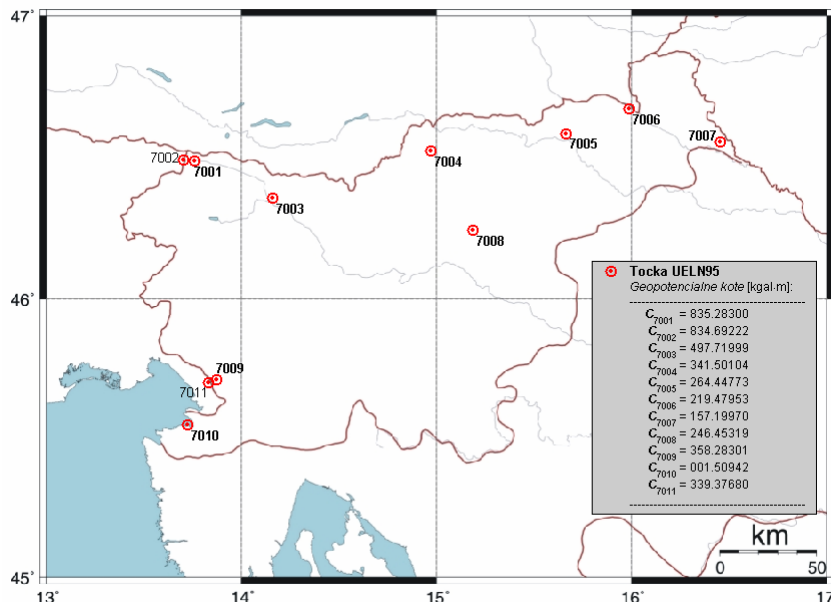 47°
7002
7001
7003
7004
7005
7006
7007
7008
46°
Tocka UELN95
Geopotencialne kote [kgal·m]:
C7001 = 835.28300
C7002 = 834.69222
C7003 = 497.71999
C7004 = 341.50104
C7005 = 264.44773
C7006 = 219.47953
C7007 = 157.19970
C7008 = 246.45319
C7009 = 358.28301
C7010 = 001.50942
C7011 = 339.37680
7009
7011
7010
km
0 50
45°
13° 14° 15° 16° 17